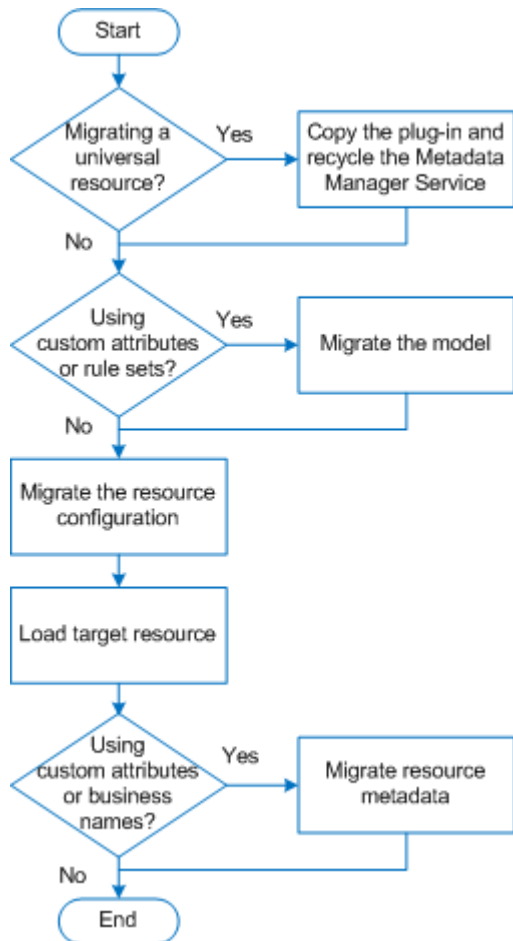 Start
Migrating a
universal
resource?
Yes
Copy the plug-in and
recycle the Metadata
Manager Service
No
Using
custom attributes
or rule sets?
Yes
Migrate the model
No
Migrate the resource
configuration
Load target resource
Using
custom attributes
or business
names?
Yes
Migrate resource
metadata
No
End